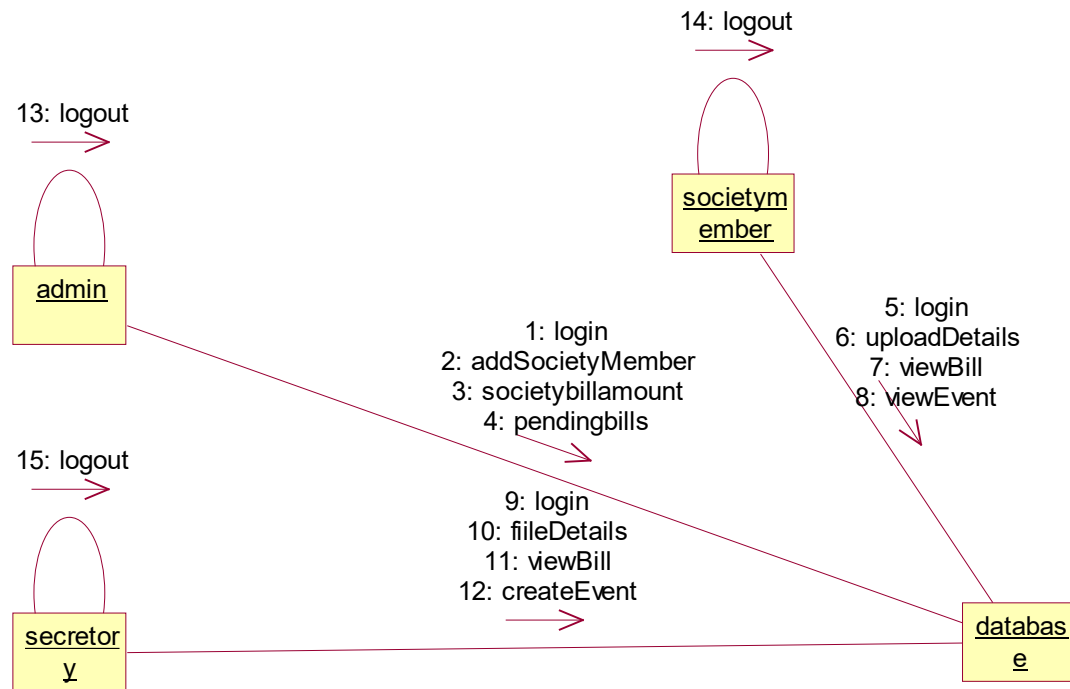 14: logout
13: logout
societym
ember
admin
5: login
6: uploadDetails
7: viewBill
8: viewEvent
1: login
2: addSocietyMember
3: societybillamount
4: pendingbills
15: logout
9: login
10: fiileDetails
11: viewBill
12: createEvent
secretor
y
databas
e